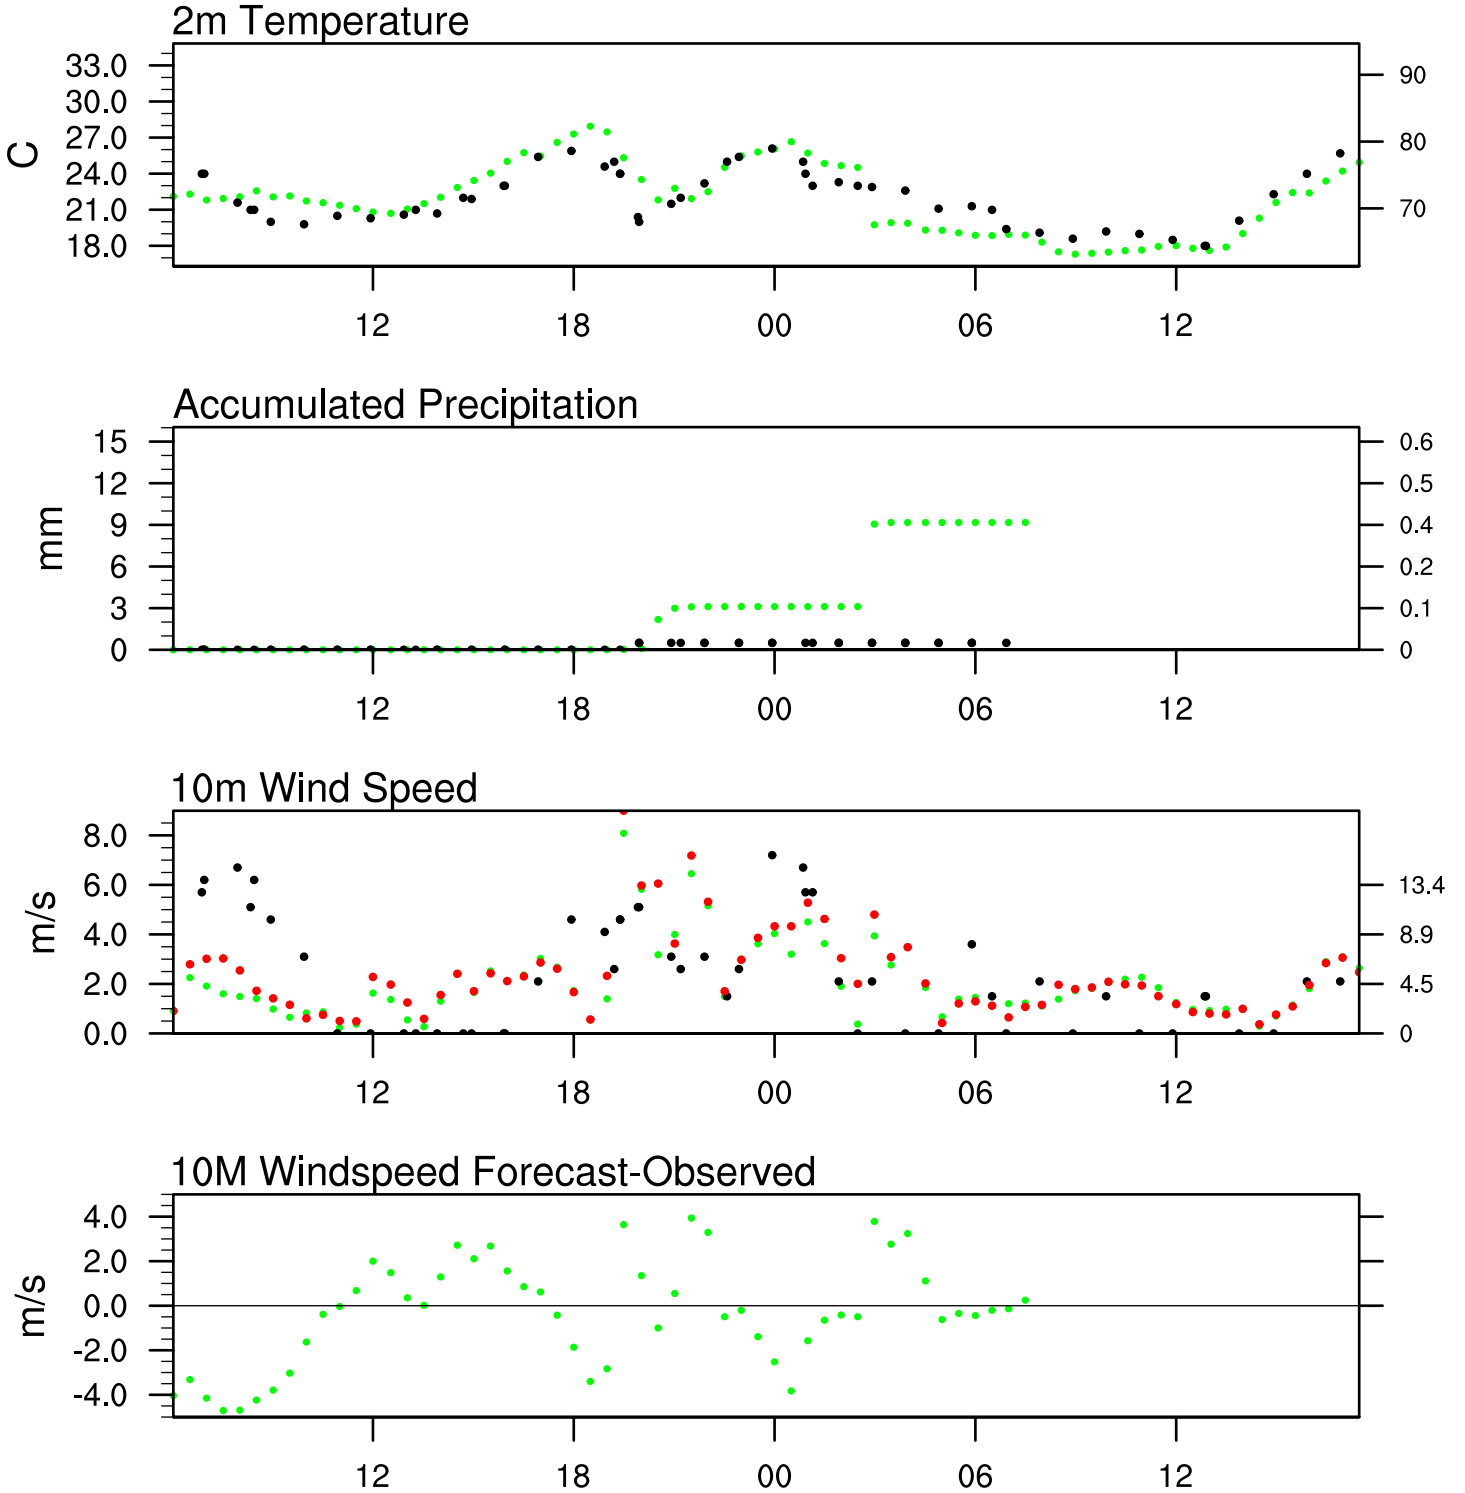 2m Temperature
33.0
30.0
27.0
24.0
21.0
18.0
C
90
80
70
12 18 00 06 12
Accumulated Precipitation
15
12
9
6
3
0
mm
0.6
0.5
0.4
0.2
0.1
0
12 18 00 06 12
10m Wind Speed
8.0
6.0
4.0
2.0
0.0
m/s
13.4
8.9
4.5
0
12 18 00 06 12
10M Windspeed Forecast-Observed
4.0
2.0
0.0
-2.0
-4.0
m/s
12 18 00 06 12